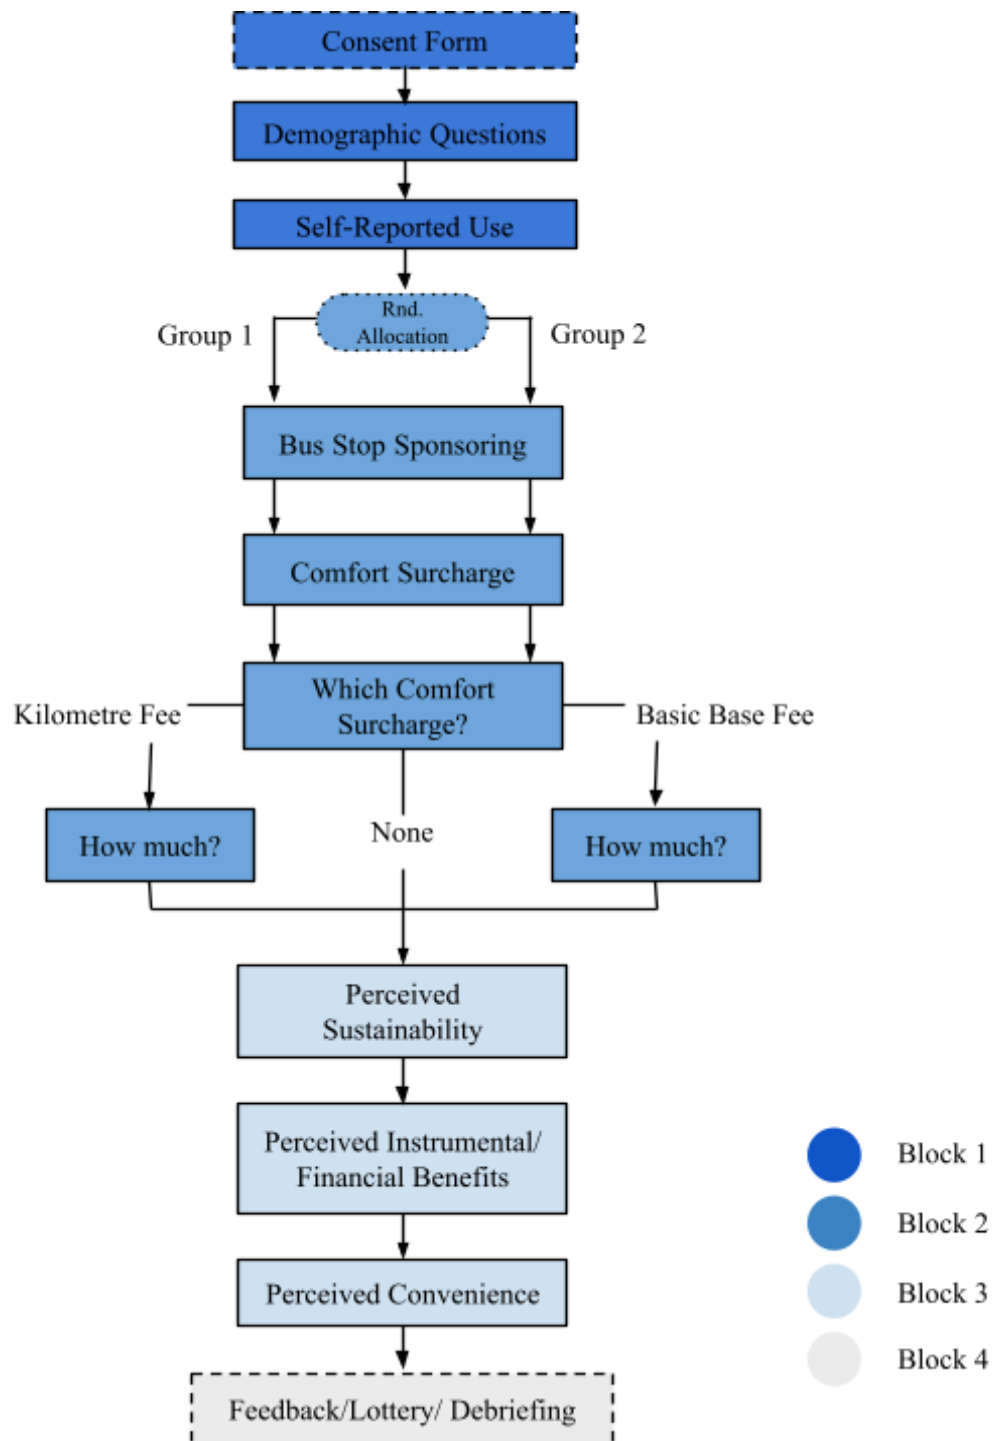 Consent Form
Demographic Questions
Self-Reported Use
Rnd.
Allocation
Group 1
Group 2
Bus Stop Sponsoring
Comfort Surcharge
Which Comfort
Surcharge?
Kilometre Fee
Basic Base Fee
How much?
None
How much?
Perceived
Sustainability
Perceived Instrumental/
Financial Benefits
Perceived Convenience
Feedback/Lottery/ Debriefing
Block 1
Block 2
Block 3
Block 4